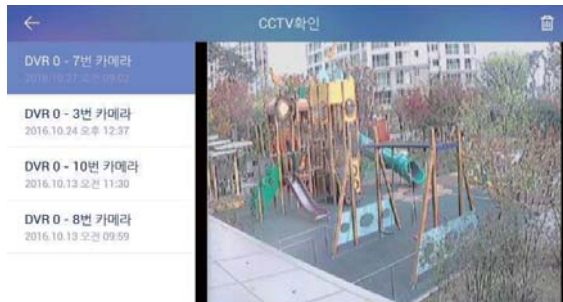 CCTV확인
DVR 0 - 7번 카메라
2016.10.27 오전 09:02
DVR 0 - 3번 카메라
2016.10.24 오후 12:37
DVR 0 - 10번 카메라
2016.10.13 오전 11:30
DVR 0 - 8번 카메라
2016.10.13 오전 09:59